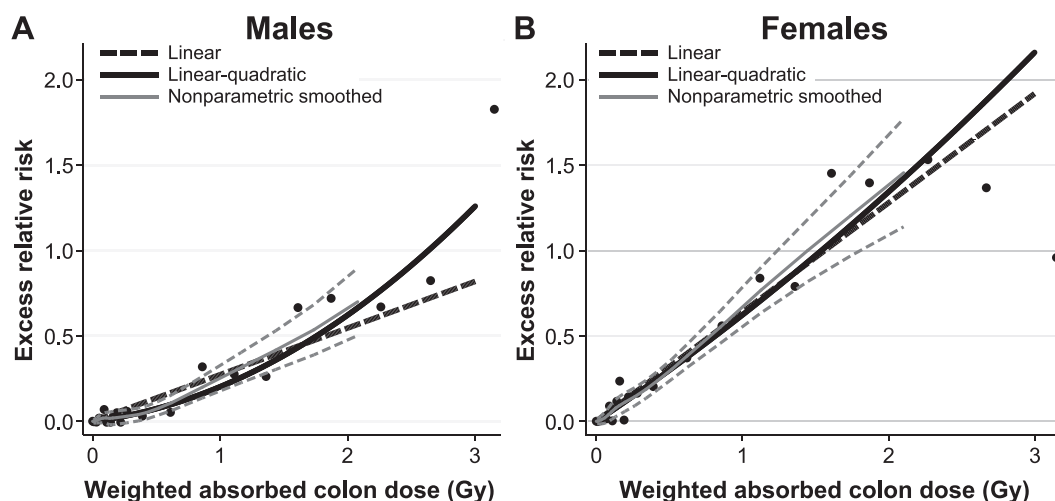 A
Males
Linear
Linear-quadratic
Nonparametric smoothed
2.0
1.5
1.0
0.5
0.0
Excess relative risk
0
1
2
3
Weighted absorbed colon dose (Gy)
B
Females
Linear
Linear-quadratic
Nonparametric smoothed
2.0
1.5
1.0
0.5
0.0
Excess relative risk
0
1
2
3
Weighted absorbed colon dose (Gy)